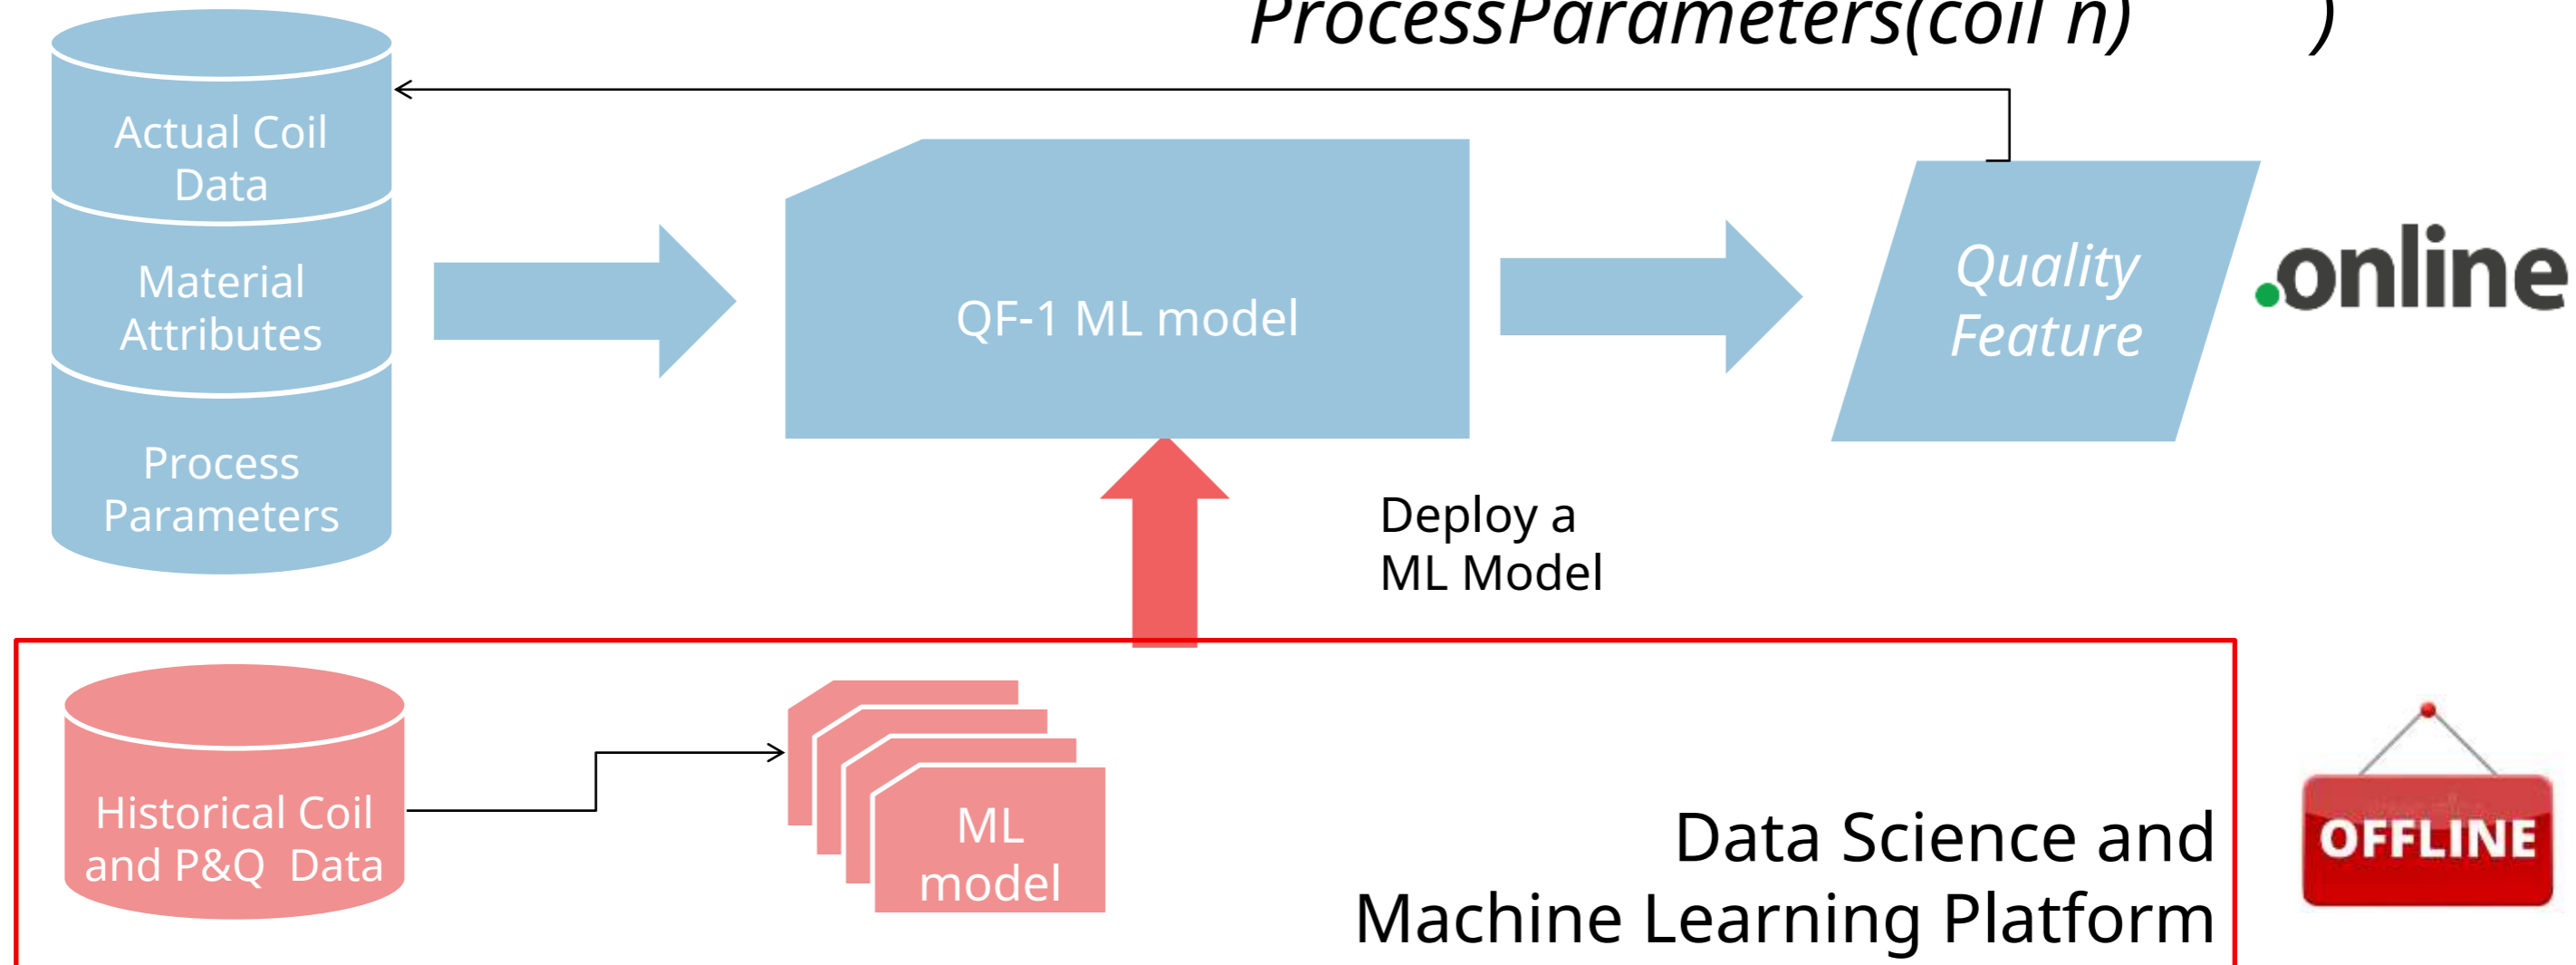 ProcessParameters(coil n) )
Actual Coil
Data
Material
Attributes
Process
Parameters
QF-1 ML model
Quality
Feature
.online
Deploy a
ML Model
Historical Coil
and P&Q Data
ML
model
Data Science and
Machine Learning Platform
OFFLINE